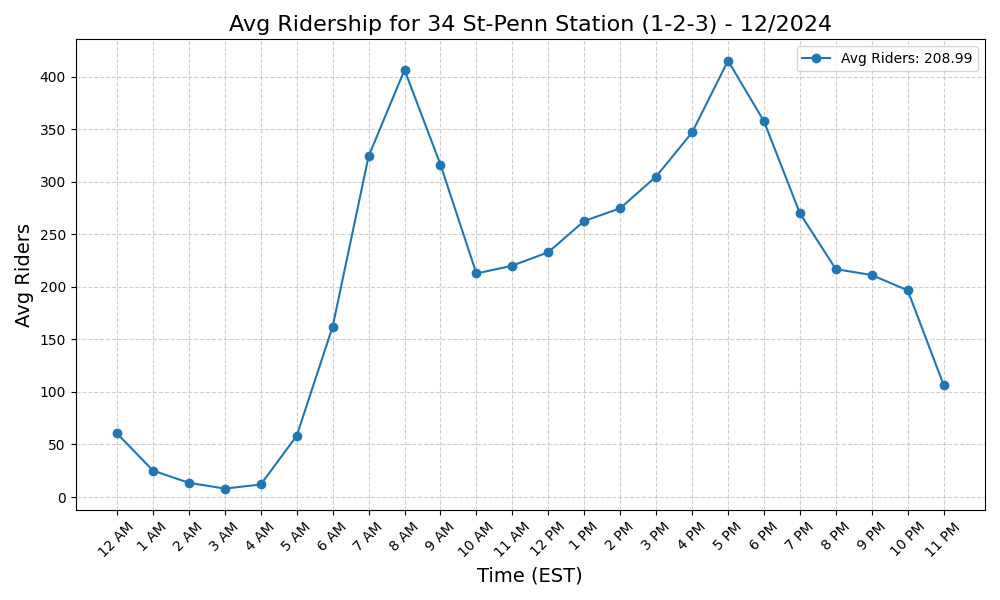 Avg Ridership for 34 St-Penn Station (1-2-3) - 12/2024
Avg Riders: 208.99
Avg Riders
400
350
300
250
200
150
100
50
0
12 AM
1 AM
2 AM
3 AM
4 AM
5 AM
6 AM
7 AM
8 AM
9 AM
10 AM
11 AM
12 PM
1 PM
2 PM
3 PM
4 PM
5 PM
6 PM
7 PM
8 PM
9 PM
10 PM
11 PM
Time (EST)